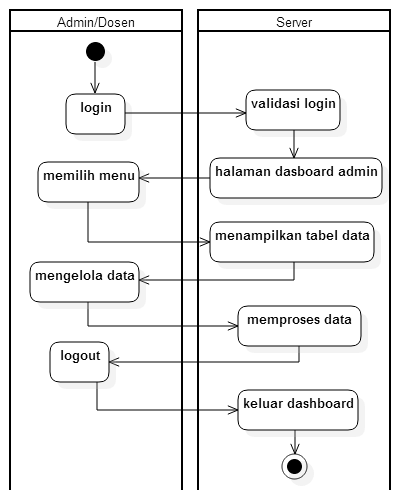 Admin/Dosen
Server
login
validasi login
halaman dasboard admin
memilih menu
menampilkan tabel data
mengelola data
memproses data
logout
keluar dashboard